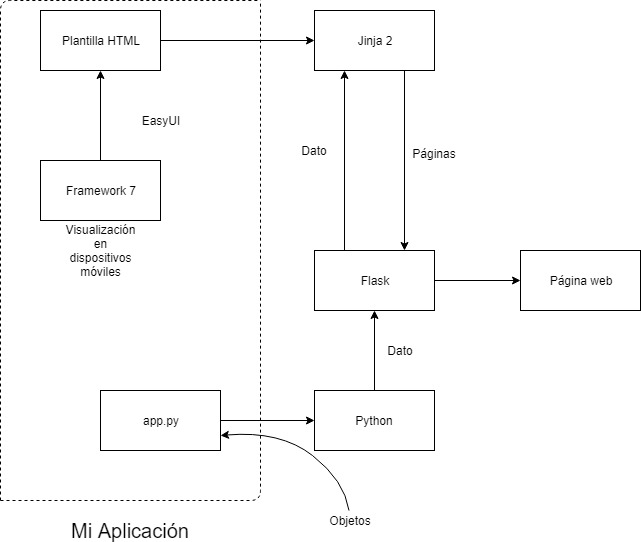 Plantilla HTML
Jinja 2
EasyUI
Dato
Páginas
Framework 7
Visualización
en
dispositivos
móviles
Flask
Página web
Dato
app.py
Python
Objetos
Mi Aplicación